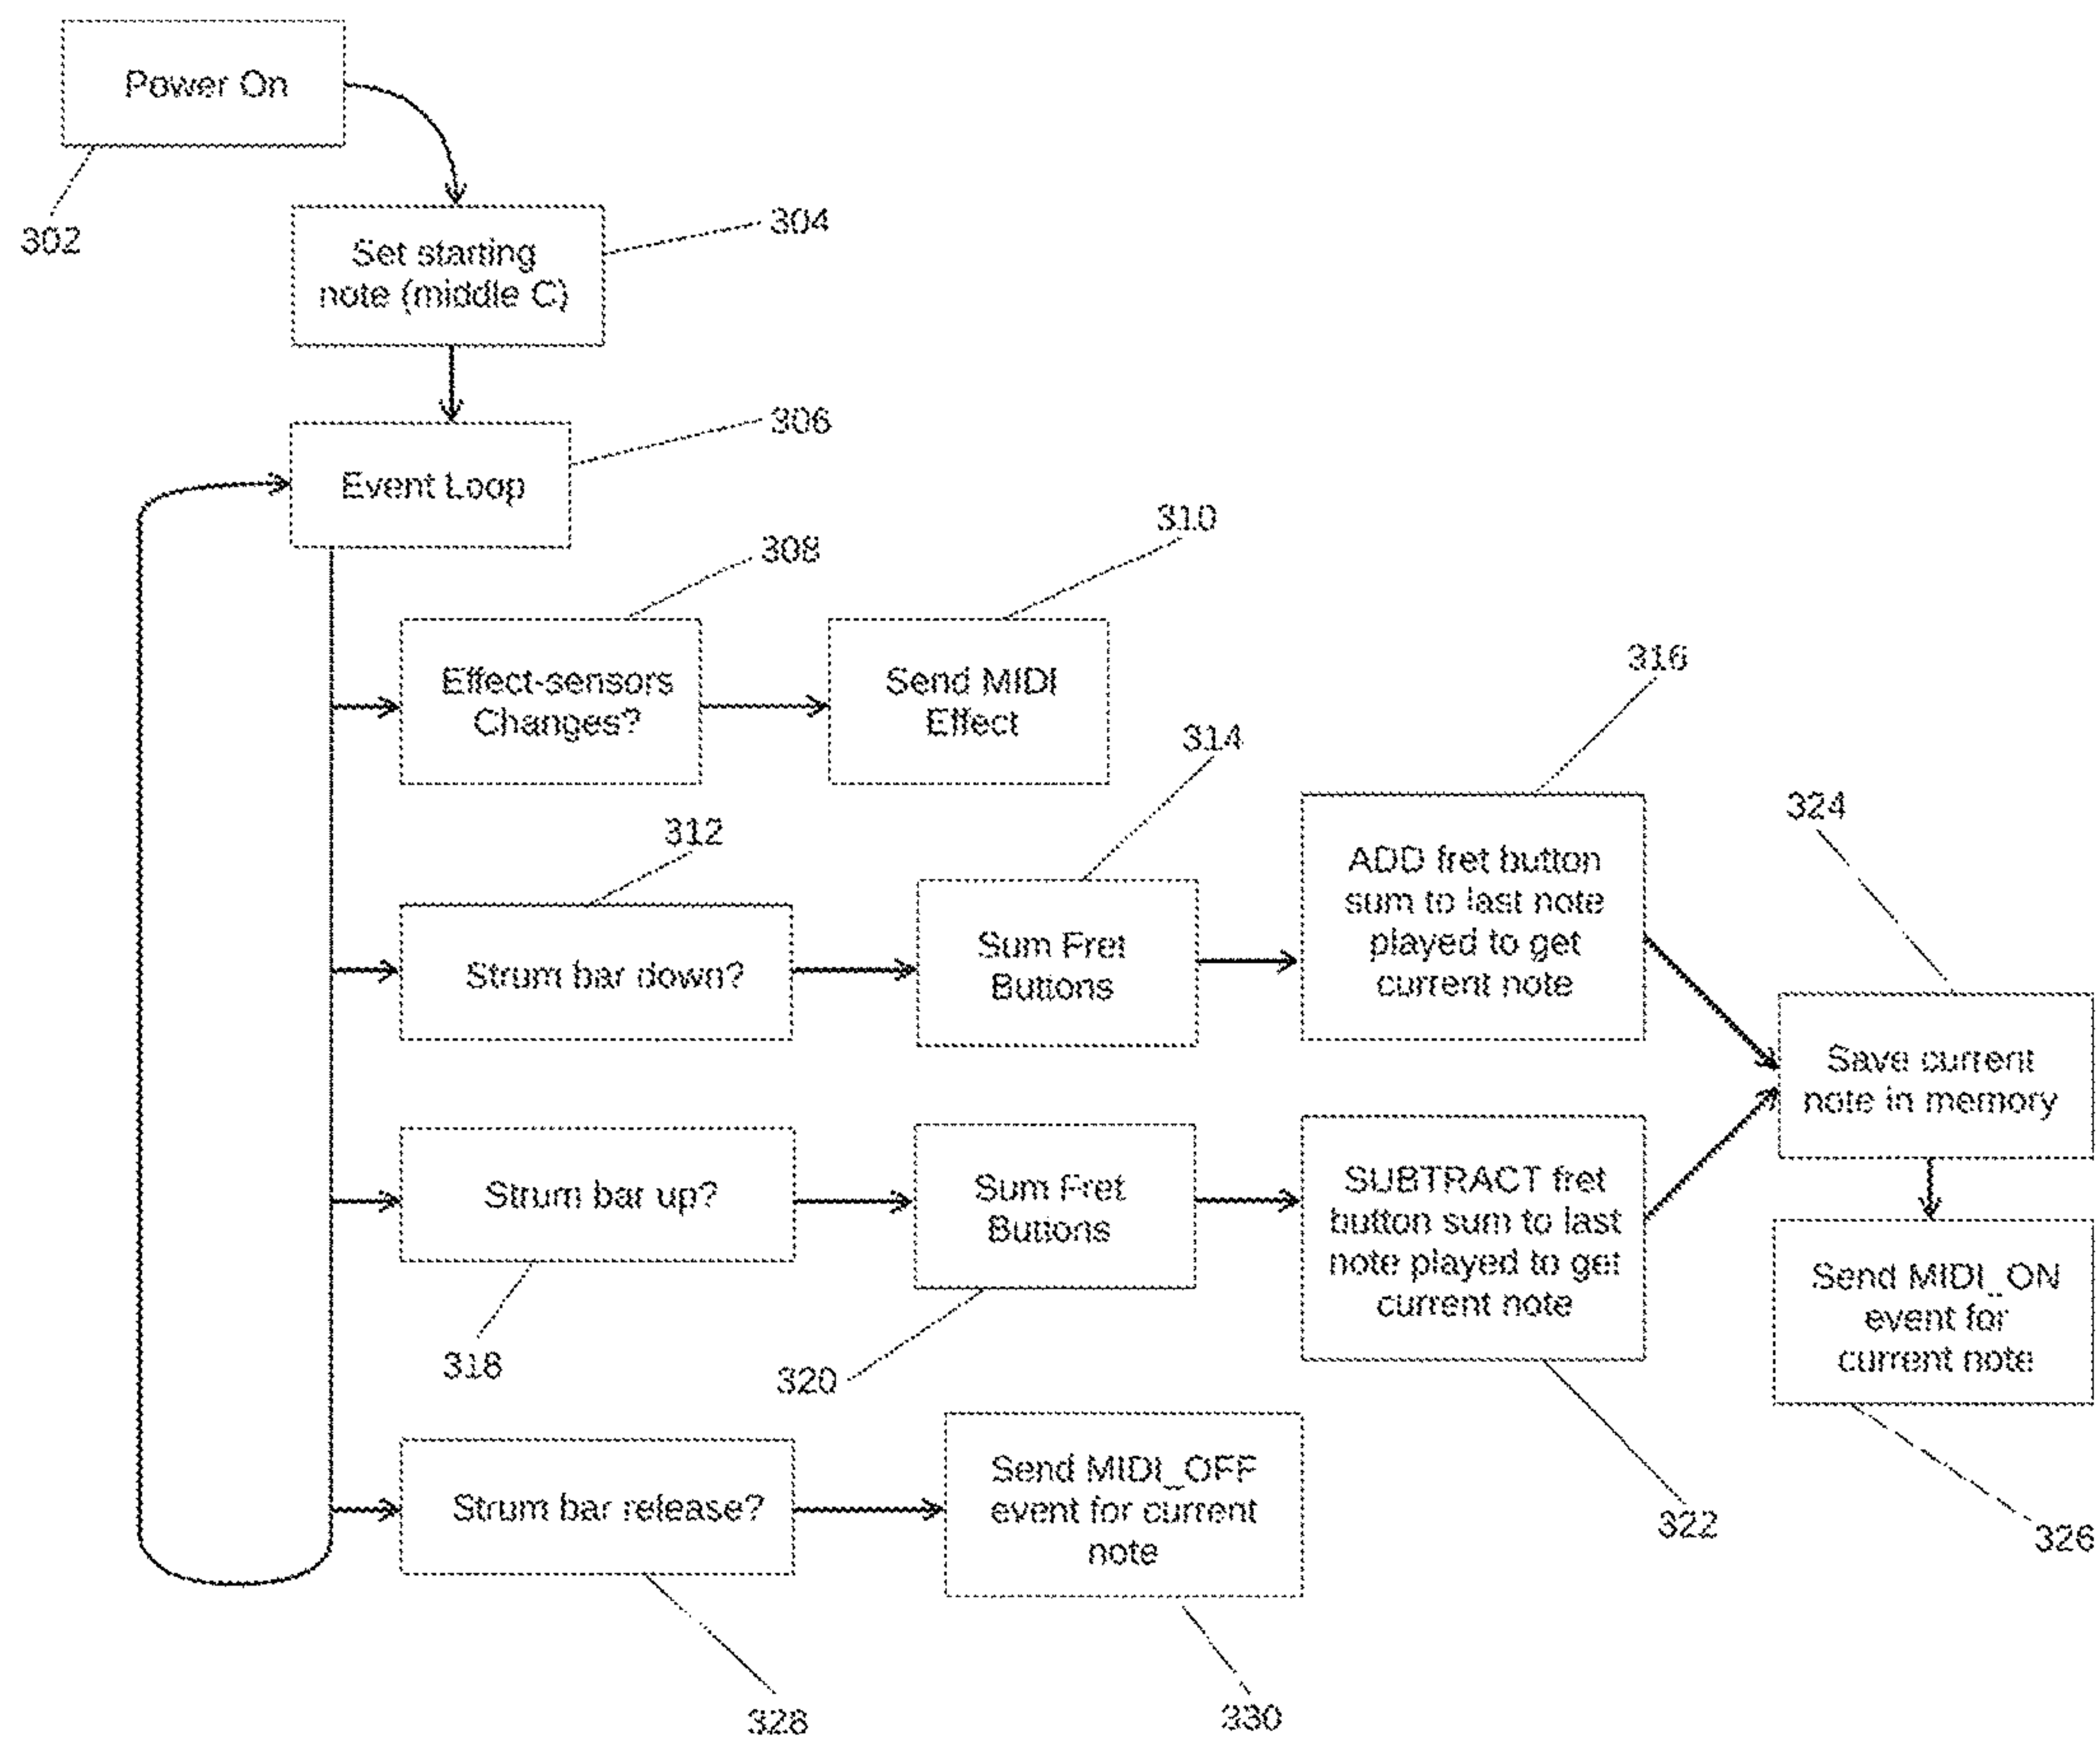 Power On
302
Set starting
note (middle C)
304
Event Loop
306
308
Effect-sensors
Changes?
310
Send MIDI
Effect
312
Strum bar down?
314
Sum Fret
Buttons
316
ADD fret button
sum to last note
played to get
current note
324
Save current
note in memory
Strum bar up?
318
Sum Fret
Buttons
320
SUBTRACT fret
button sum to last
note played to get
current note
322
Send MIDI_ON
event for
current note
326
Strum bar release?
328
Send MIDI_OFF
event for current
note
330